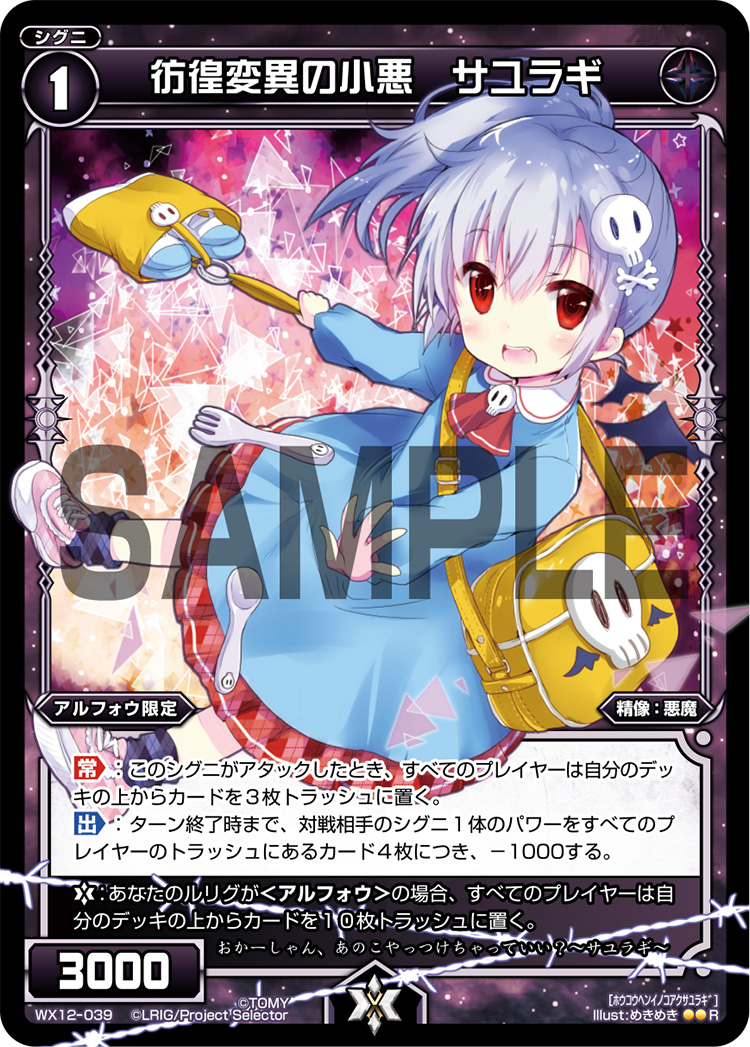 シグニ
1
彷徨変異の小悪　サユラギ
SAMPLE
アルフォウ限定
精像：悪魔
常：このシグニがアタックしたとき、すべてのプレイヤーは自分のデッ
キの上からカードを３枚トラッシュに置く。
出：ターン終了時まで、対戦相手のシグニ１体のパワーをすべてのプ
レイヤーのトラッシュにあるカード４枚につき、－1000する。
：あなたのルリグが<アルフォウ>の場合、すべてのプレイヤーは自
分のデッキの上からカードを１０枚トラッシュに置く。
おかーしゃん、あのこやっつけちゃっていい？～サユラギ～
3000
©TOMY
WX12-039 ©LRIG/Project Selector
[ﾎｳｺｳﾍﾝｲﾉｺｱｸｻﾕﾗｷﾞ]
Illust:めきめき R